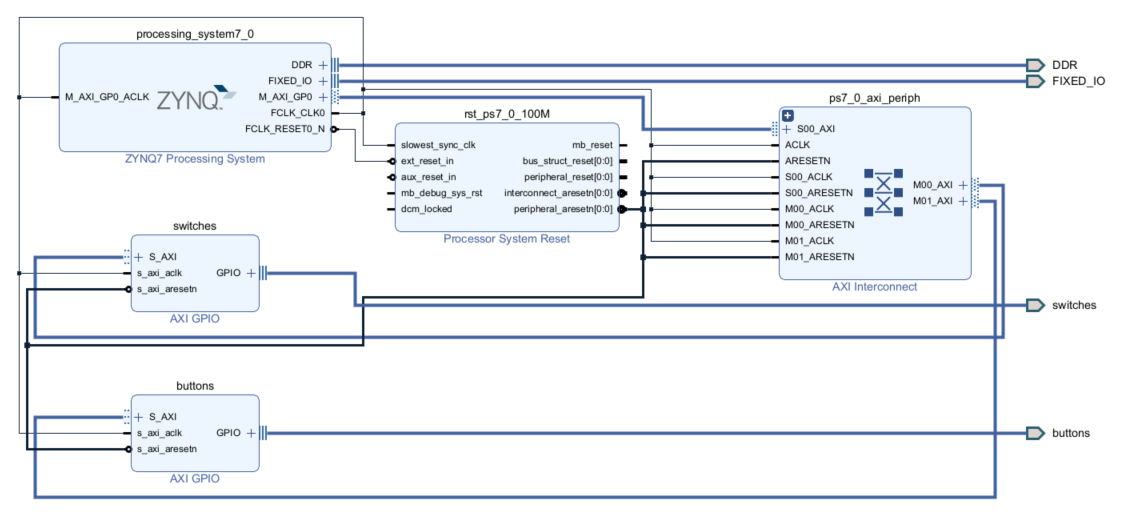 processing_system7_0
DDR
FIXED_IO
M_AXI_GP0_ACLK
ZYNQ
M_AXI_GP0
FCLK_CLK0
FCLK_RESET0_N
ZYNQ7 Processing System
DDR
FIXED_IO
rst_ps7_0_100M
slowest_sync_clk
mb_reset
ext_reset_in
bus_struct_reset[0:0]
aux_reset_in
peripheral_reset[0:0]
mb_debug_sys_rst
interconnect_aresetn[0:0]
dcm_locked
peripheral_aresetn[0:0]
Processor System Reset
ps7_0_axi_periph
S00_AXI
ACLK
ARESETN
S00_ACLK
S00_ARESETN
M00_ACLK
M00_ARESETN
M01_ACLK
M01_ARESETN
M00_AXI
M01_AXI
AXI Interconnect
switches
S_AXI
s_axi_aclk
GPIO
s_axi_aresetn
AXI GPIO
switches
buttons
S_AXI
s_axi_aclk
GPIO
s_axi_aresetn
AXI GPIO
buttons